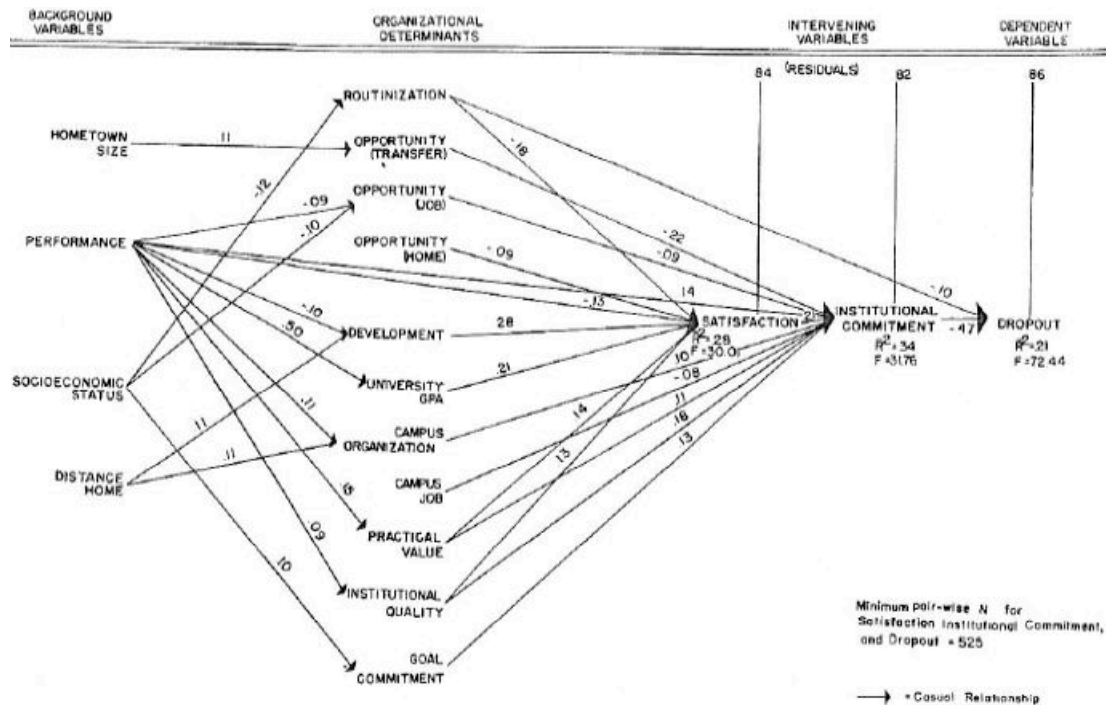 BACKGROUND
VARIABLES
ORGANIZATIONAL
DETERMINANTS
INTERVENING
VARIABLES
DEPENDENT
VARIABLE
84
(RESIDUALS)
82
86
ROUTINIZATION
HOMETOWN
SIZE
.11
OPPORTUNITY
(TRANSFER)
-.18
-.12
OPPORTUNITY
(JOB)
-.09
-.10
PERFORMANCE
OPPORTUNITY
(HOME)
-.09
-.22
-.09
.14
-.13
-.10
-.10
.50
DEVELOPMENT
.28
SATISFACTION
R²=.28
F=30.01
.21
INSTITUTIONAL
COMMITMENT
R²=.34
F=31.76
-.47
DROPOUT
R²=.21
F=72.44
SOCIOECONOMIC
STATUS
UNIVERSITY
GPA
.21
.10
-.08
.11
.18
.13
.14
.13
.11
CAMPUS
ORGANIZATION
.11
.11
DISTANCE
HOME
CAMPUS
JOB
.15
PRACTICAL
VALUE
.09
.10
INSTITUTIONAL
QUALITY
GOAL
COMMITMENT
Minimum pair-wise N for
Satisfaction Institutional Commitment,
and Dropout = 525
= Casual Relationship